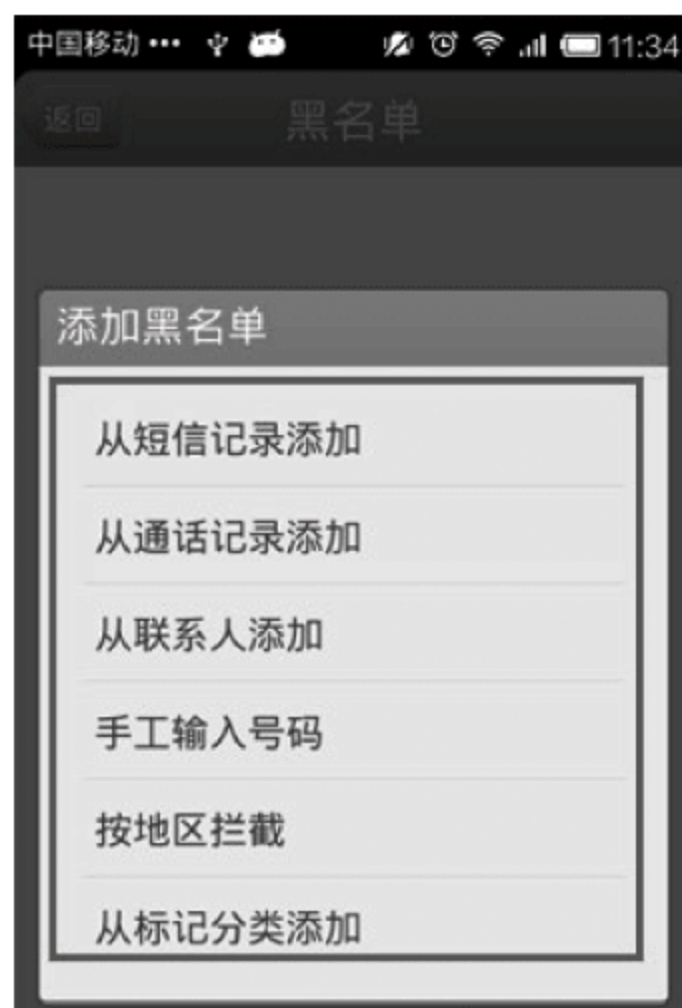 中国移动 ••• 11:34
返回 黑名单
添加黑名单
从短信记录添加
从通话记录添加
从联系人添加
手工输入号码
按地区拦截
从标记分类添加